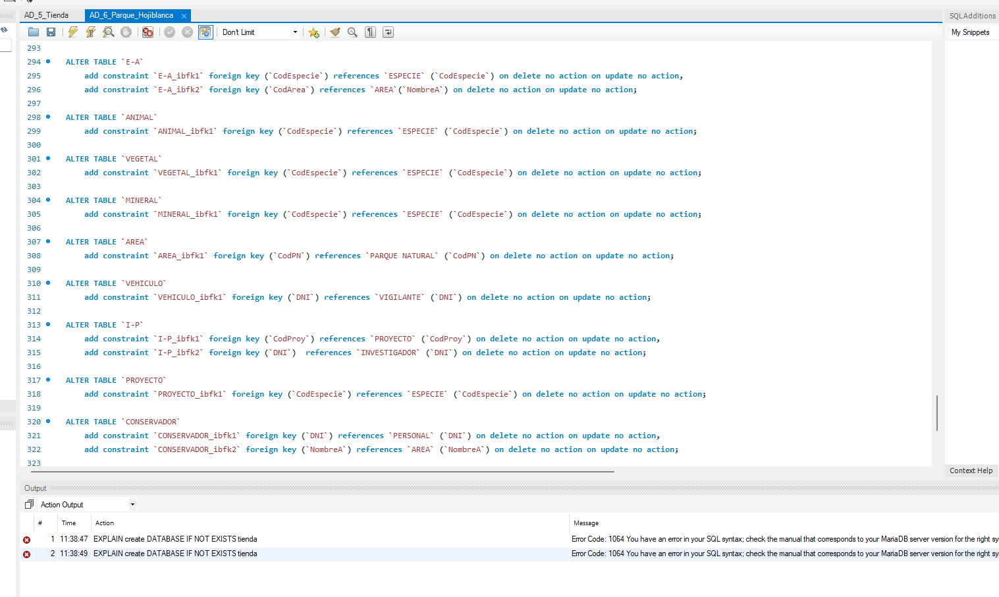 AD_5_Tienda
AD_6_Parque_Hojiblanca
SQLAdditions
Don't Limit
My Snippets
293
294 ALTER TABLE `E-A`
295 add constraint `E-A_ibfk1` foreign key (`CodEspecie`) references `ESPECIE` (`CodEspecie`) on delete no action on update no action,
296 add constraint `E-A_ibfk2` foreign key (`CodArea`) references `AREA`(`NombreA`) on delete no action on update no action;
297
298 ALTER TABLE `ANIMAL`
299 add constraint `ANIMAL_ibfk1` foreign key (`CodEspecie`) references `ESPECIE` (`CodEspecie`) on delete no action on update no action;
300
301 ALTER TABLE `VEGETAL`
302 add constraint `VEGETAL_ibfk1` foreign key (`CodEspecie`) references `ESPECIE` (`CodEspecie`) on delete no action on update no action;
303
304 ALTER TABLE `MINERAL`
305 add constraint `MINERAL_ibfk1` foreign key (`CodEspecie`) references `ESPECIE` (`CodEspecie`) on delete no action on update no action;
306
307 ALTER TABLE `AREA`
308 add constraint `AREA_ibfk1` foreign key (`CodPN`) references `PARQUE NATURAL` (`CodPN`) on delete no action on update no action;
309
310 ALTER TABLE `VEHICULO`
311 add constraint `VEHICULO_ibfk1` foreign key (`DNI`) references `VIGILANTE` (`DNI`) on delete no action on update no action;
312
313 ALTER TABLE `I-P`
314 add constraint `I-P_ibfk1` foreign key (`CodProy`) references `PROYECTO` (`CodProy`) on delete no action on update no action,
315 add constraint `I-P_ibfk2` foreign key (`DNI`)  references `INVESTIGADOR` (`DNI`) on delete no action on update no action;
316
317 ALTER TABLE `PROYECTO`
318 add constraint `PROYECTO_ibfk1` foreign key (`CodEspecie`) references `ESPECIE` (`CodEspecie`) on delete no action on update no action;
319
320 ALTER TABLE `CONSERVADOR`
321 add constraint `CONSERVADOR_ibfk1` foreign key (`DNI`) references `PERSONAL` (`DNI`) on delete no action on update no action,
322 add constraint `CONSERVADOR_ibfk2` foreign key (`NombreA`) references `AREA` (`NombreA`) on delete no action on update no action;
323
Context Help
Output
Action Output
# Time Action Message
1 11:38:47 EXPLAIN create DATABASE IF NOT EXISTS tienda Error Code: 1064 You have an error in your SQL syntax; check the manual that corresponds to your MariaDB server version for the right sy
2 11:38:49 EXPLAIN create DATABASE IF NOT EXISTS tienda Error Code: 1064 You have an error in your SQL syntax; check the manual that corresponds to your MariaDB server version for the right sy